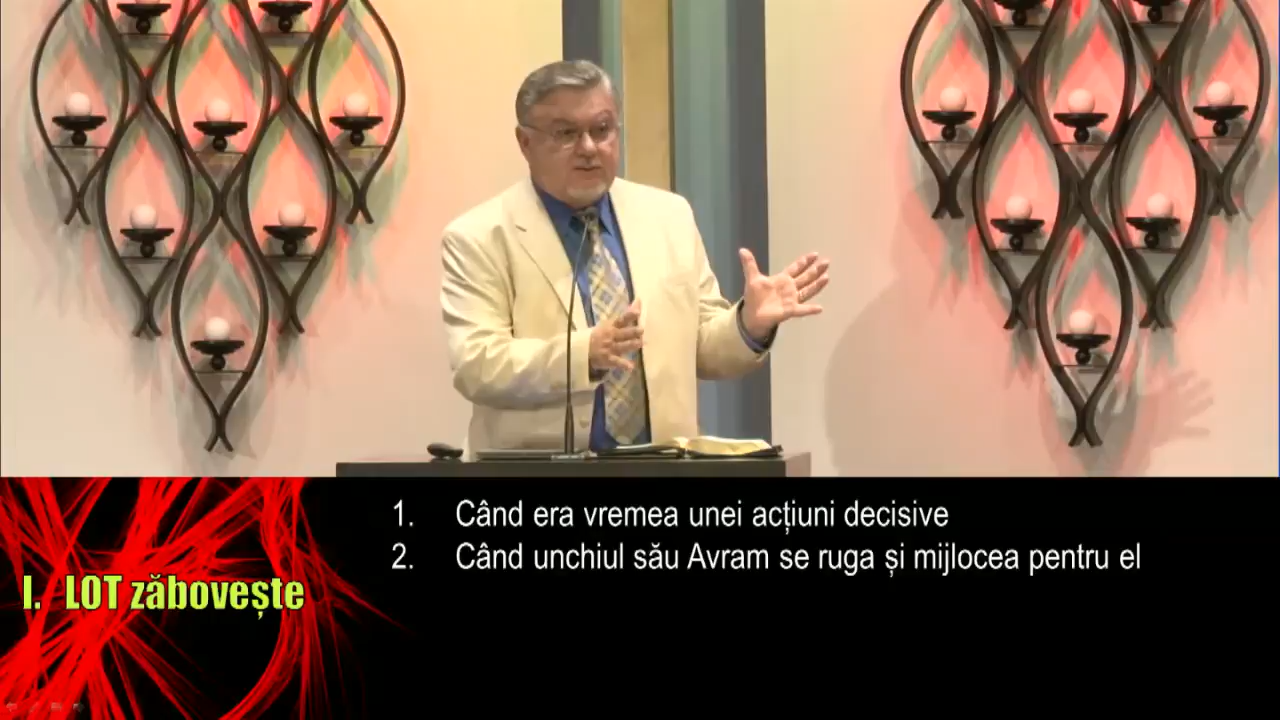 1. Când era vremea unei acțiuni decisive
2. Când unchiul său Avram se ruga și mijlocea pentru el
I. LOT zăbovește